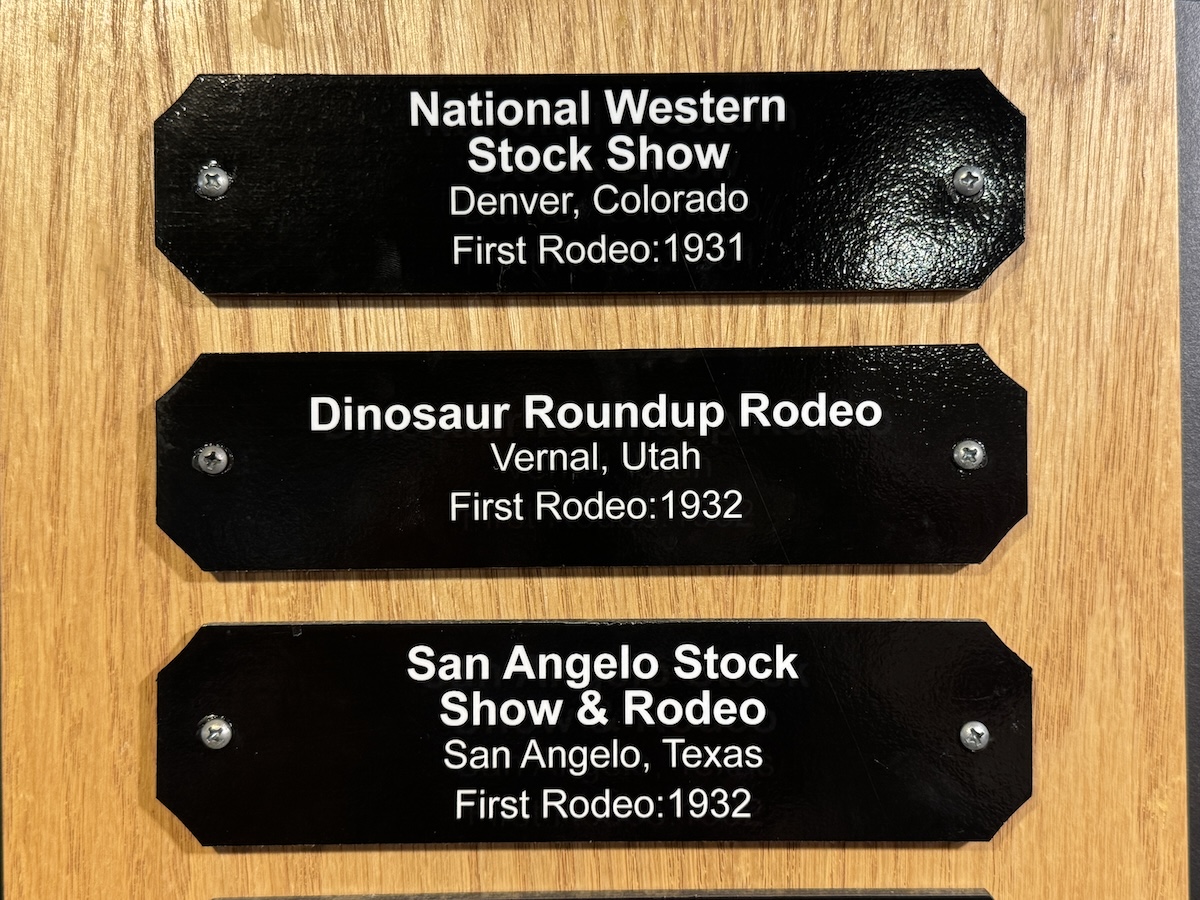 National Western
Stock Show
Denver, Colorado
First Rodeo:1931
Dinosaur Roundup Rodeo
Vernal, Utah
First Rodeo:1932
San Angelo Stock
Show & Rodeo
San Angelo, Texas
First Rodeo:1932